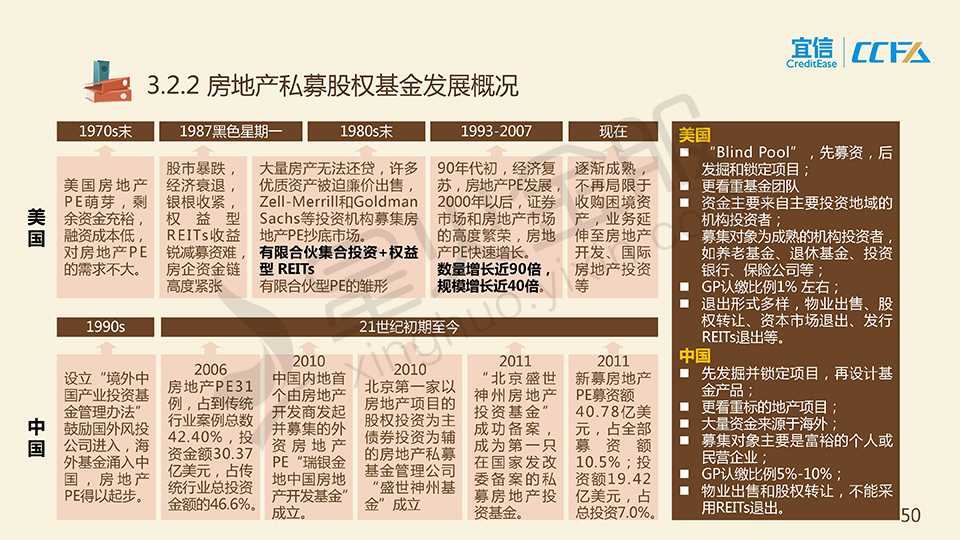 宜信
CreditEase
CCFA
3.2.2 房地产私募股权基金发展概况
美国
1970s末
1987黑色星期一
1980s末
1993-2007
现在
美国房地产
PE萌芽，剩
余资金充裕，
融资成本低，
对房地产PE
的需求不大。
股市暴跌，
经济衰退，
银根收紧，
权益型
REITs收益
锐减募资难，
房企资金链
高度紧张
大量房产无法还贷，许多
优质资产被迫廉价出售，
Zell-Merrill和Goldman
Sachs等投资机构募集房
地产PE抄底市场。
有限合伙集合投资+权益
型 REITs
有限合伙型PE的雏形
90年代初，经济复
苏，房地产PE发展，
2000年以后，证券
市场和房地产市场
的高度繁荣，房地
产PE快速增长。
数量增长近90倍，
规模增长近40倍。
逐渐成熟，
不再局限于
收购困境资
产，业务延
伸至房地产
开发、国际
房地产投资
等
中国
1990s
21世纪初期至今
设立“境外中
国产业投资基
金管理办法”
鼓励国外风投
公司进入，海
外基金涌入中
国，房地产
PE得以起步。
2006
房地产PE31
例，占到传统
行业案例总数
42.40%，投
资金额30.37
亿美元，占传
统行业总投资
金额的46.6%。
2010
中国内地首
个由房地产
开发商发起
并募集的外
资房地产
PE“瑞银金
地中国房地
产开发基金”
成立。
2010
北京第一家以
房地产项目的
股权投资为主
债券投资为辅
的房地产私募
基金管理公司
“盛世神州基
金”成立
2011
“北京盛世
神州房地产
投资基金”
成功备案，
成为第一只
在国家发改
委备案的私
募房地产投
资基金。
2011
新募房地产
PE募资额
40.78亿美
元，占全部
募资额
10.5%；投
资额19.42
亿美元，占
总投资7.0%。
美国
■ “Blind Pool”，先募资，后
发掘和锁定项目；
■ 更看重基金团队
■ 资金主要来自主要投资地域的
机构投资者；
■ 募集对象为成熟的机构投资者，
如养老基金、退休基金、投资
银行、保险公司等；
■ GP认缴比例1% 左右；
■ 退出形式多样，物业出售、股
权转让、资本市场退出、发行
REITs退出等。
中国
■ 先发掘并锁定项目，再设计基
金产品；
■ 更看重标的地产项目；
■ 大量资金来源于海外；
■ 募集对象主要是富裕的个人或
民营企业；
■ GP认缴比例5%-10%；
■ 物业出售和股权转让，不能采
用REITs退出。
50